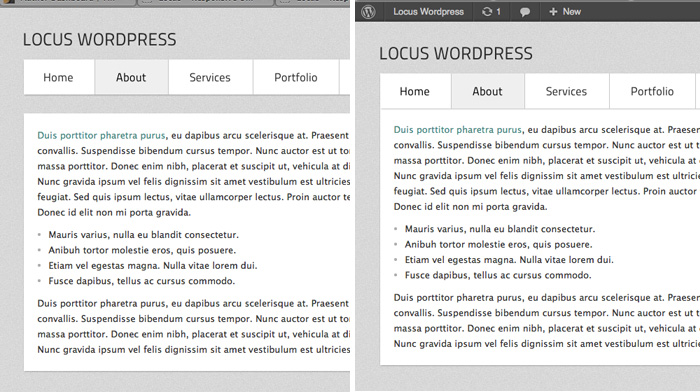 LOCUS WORDPRESS
Home About Services Portfolio
Duis porttitor pharetra purus, eu dapibus arcu scelerisque at. Praesent
convallis. Suspendisse bibendum cursus tempor. Nunc auctor est ut tor
massa porttitor. Donec enim nibh, placerat et suscipit ut, vehicula at di
Nunc gravida ipsum vel felis dignissim sit amet vestibulum est ultricies
feugiat. Sed quis ipsum lectus, vitae ullamcorper lectus. Proin auctor te
Donec id elit non mi porta gravida.
Mauris varius, nulla eu blandit consectetur.
Anibuh tortor molestie eros, quis posuere.
Etiam vel egestas magna. Nulla vitae lorem dui.
Fusce dapibus, tellus ac cursus commodo.
Duis porttitor pharetra purus, eu dapibus arcu scelerisque at. Praesent
convallis. Suspendisse bibendum cursus tempor. Nunc auctor est ut tor
massa porttitor. Donec enim nibh, placerat et suscipit ut, vehicula at di
Nunc gravida ipsum vel felis dignissim sit amet vestibulum est ultricies
Locus Wordpress 1 New
LOCUS WORDPRESS
Home About Services Portfolio
Duis porttitor pharetra purus, eu dapibus arcu scelerisque at. Praese
convallis. Suspendisse bibendum cursus tempor. Nunc auctor est ut t
massa porttitor. Donec enim nibh, placerat et suscipit ut, vehicula at
Nunc gravida ipsum vel felis dignissim sit amet vestibulum est ultrici
feugiat. Sed quis ipsum lectus, vitae ullamcorper lectus. Proin auctor
Donec id elit non mi porta gravida.
Mauris varius, nulla eu blandit consectetur.
Anibuh tortor molestie eros, quis posuere.
Etiam vel egestas magna. Nulla vitae lorem dui.
Fusce dapibus, tellus ac cursus commodo.
Duis porttitor pharetra purus, eu dapibus arcu scelerisque at. Praese
convallis. Suspendisse bibendum cursus tempor. Nunc auctor est ut t
massa porttitor. Donec enim nibh, placerat et suscipit ut, vehicula at
Nunc gravida ipsum vel felis dignissim sit amet vestibulum est ultrici